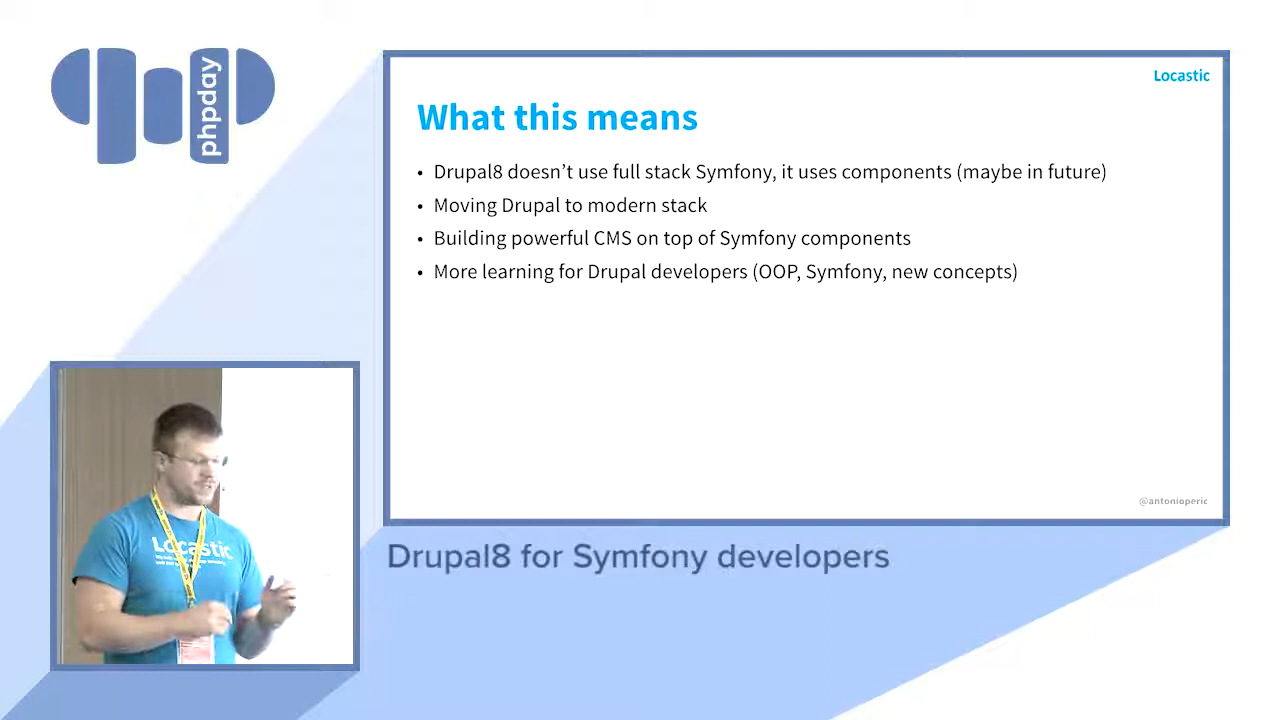 phpday
Locastic
What this means
• Drupal8 doesn't use full stack Symfony, it uses components (maybe in future)
• Moving Drupal to modern stack
• Building powerful CMS on top of Symfony components
• More learning for Drupal developers (OOP, Symfony, new concepts)
@antonioperic
Drupal8 for Symfony developers
Locastic